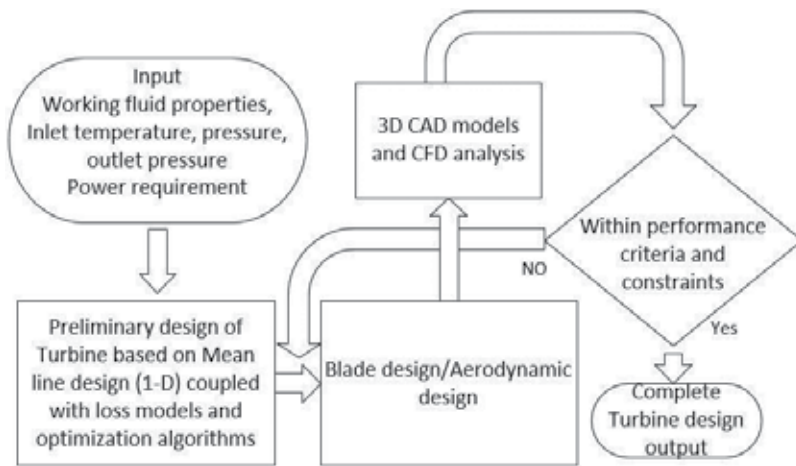 Input
Working fluid properties,
Inlet temperature, pressure,
outlet pressure
Power requirement
Preliminary design of
Turbine based on Mean
line design (1-D) coupled
with loss models and
optimization algorithms
Blade design/Aerodynamic
design
3D CAD models
and CFD analysis
Within performance
criteria and
constraints
NO
Yes
Complete
Turbine design
output